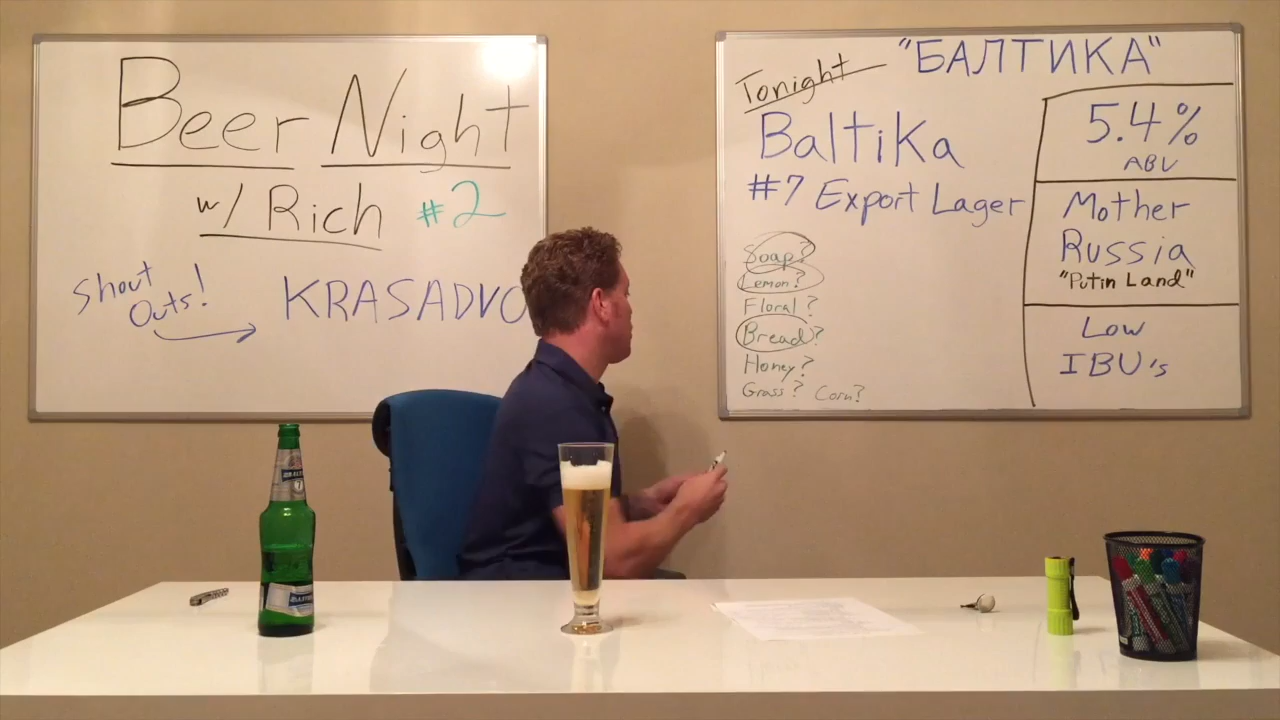 Beer Night
w/ Rich #2
Shout
Outs!
KRASADVO
Tonight
"БАЛТИКА"
Baltika
#7 Export Lager
Soap?
Lemon?
Floral?
Bread?
Honey?
Grass? Corn?
5.4%
ABV
Mother
Russia
"Putin Land"
Low
IBU's
7